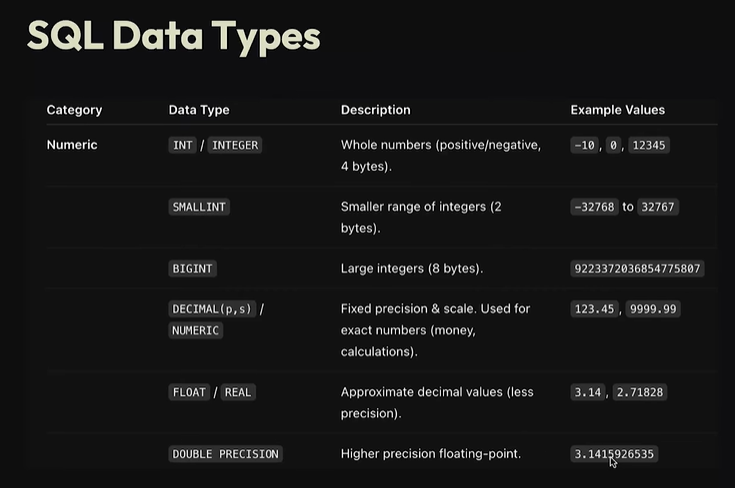 SQL Data Types
Category Data Type Description Example Values
Numeric INT / INTEGER Whole numbers (positive/negative, -10, 0, 12345
4 bytes).
SMALLINT Smaller range of integers (2 -32768 to 32767
bytes).
BIGINT Large integers (8 bytes). 9223372036854775807
DECIMAL(p,s) / Fixed precision & scale. Used for 123.45, 9999.99
NUMERIC exact numbers (money,
calculations).
FLOAT / REAL Approximate decimal values (less 3.14, 2.71828
precision).
DOUBLE PRECISION Higher precision floating-point. 3.1415926535